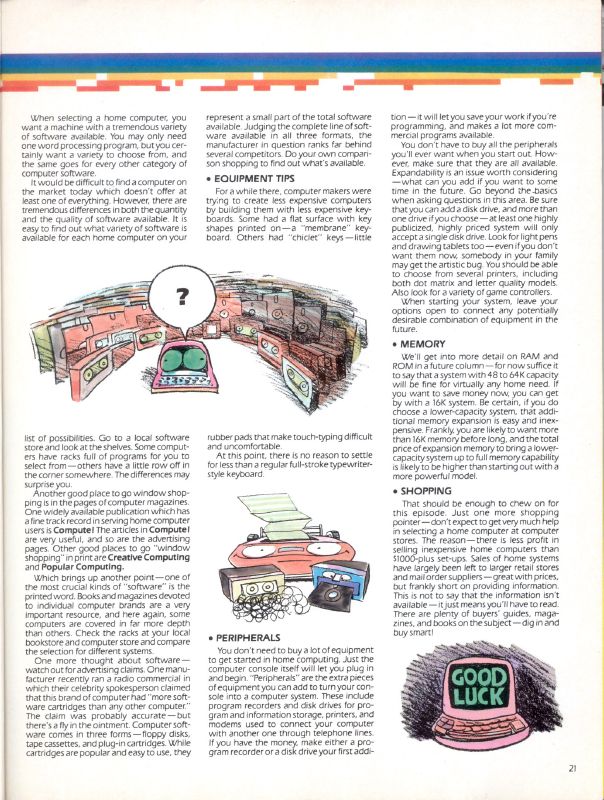 When selecting a home computer, you
want a machine with a tremendous variety
of software available. You may only need
one word processing program, but you cer-
tainly want a variety to choose from, and
the same goes for every other category of
computer software.
It would be difficult to find a computer on
the market today which doesn't offer at
least one of everything. However, there are
tremendous differences in both the quantity
and the quality of software available. It is
easy to find out what variety of software is
available for each home computer on your
list of possibilities. Go to a local software
store and look at the shelves. Some comput-
ers have racks full of programs for you to
select from—others have a little row off in
the corner somewhere. The differences may
surprise you.
Another good place to go window shop-
ping is in the pages of computer magazines.
One widely available publication which has
a fine track record in serving home computer
users is Compute! The articles in Compute!
are very useful, and so are the advertising
pages. Other good places to go "window
shopping" in print are Creative Computing
and Popular Computing.
Which brings up another point—one of
the most crucial kinds of "software" is the
printed word. Books and magazines devoted
to individual computer brands are a very
important resource, and here again, some
computers are covered in far more depth
than others. Check the racks at your local
bookstore and computer store and compare
the selection for different systems.
One more thought about software—
watch out for advertising claims. One manu-
facturer recently ran a radio commercial in
which their celebrity spokesperson claimed
that this brand of computer had "more soft-
ware cartridges than any other computer."
The claim was probably accurate—but
there's a fly in the ointment. Computer soft-
ware comes in three forms—floppy disks,
tape cassettes, and plug-in cartridges. While
cartridges are popular and easy to use, they
represent a small part of the total software
available. Judging the complete line of soft-
ware available in all three formats, the
manufacturer in question ranks far behind
several competitors. Do your own compari-
son shopping to find out what's available.
• EQUIPMENT TIPS
For a while there, computer makers were
trying to create less expensive computers
by building them with less expensive key-
boards. Some had a flat surface with key
shapes printed on—a "membrane" key-
board. Others had "chiclet" keys—little
?
rubber pads that make touch-typing difficult
and uncomfortable.
At this point, there is no reason to settle
for less than a regular full-stroke typewriter-
style keyboard.
• PERIPHERALS
You don't need to buy a lot of equipment
to get started in home computing. Just the
computer console itself will let you plug in
and begin. "Peripherals" are the extra pieces
of equipment you can add to turn your con-
sole into a computer system. These include
program recorders and disk drives for pro-
gram and information storage, printers, and
modems used to connect your computer
with another one through telephone lines.
If you have the money, make either a pro-
gram recorder or a disk drive your first addi-
tion—it will let you save your work if you're
programming, and makes a lot more com-
mercial programs available.
You don't have to buy all the peripherals
you'll ever want when you start out. How-
ever, make sure that they are all available.
Expandability is an issue worth considering
—what can you add if you want to some
time in the future. Go beyond the basics
when asking questions in this area. Be sure
that you can add a disk drive, and more than
one drive if you choose—at least one highly
publicized, highly priced system will only
accept a single disk drive. Look for light pens
and drawing tablets too—even if you don't
want them now, somebody in your family
may get the artistic bug. You should be able
to choose from several printers, including
both dot matrix and letter quality models.
Also look for a variety of game controllers.
When starting your system, leave your
options open to connect any potentially
desirable combination of equipment in the
future.
• MEMORY
We'll get into more detail on RAM and
ROM in a future column—for now suffice it
to say that a system with 48 to 64K capacity
will be fine for virtually any home need. If
you want to save money now, you can get
by with a 16K system. Be certain, if you do
choose a lower-capacity system, that addi-
tional memory expansion is easy and inex-
pensive. Frankly, you are likely to want more
than 16K memory before long, and the total
price of expansion memory to bring a lower-
capacity system up to full memory capability
is likely to be higher than starting out with a
more powerful model.
• SHOPPING
That should be enough to chew on for
this episode. Just one more shopping
pointer—don't expect to get very much help
in selecting a home computer at computer
stores. The reason—there is less profit in
selling inexpensive home computers than
$1000-plus set-ups. Sales of home systems
have largely been left to larger retail stores
and mail order suppliers—great with prices,
but frankly short on providing information.
This is not to say that the information isn't
available—it just means you'll have to read.
There are plenty of buyers' guides, maga-
zines, and books on the subject—dig in and
buy smart!
GOOD
LUCK
21